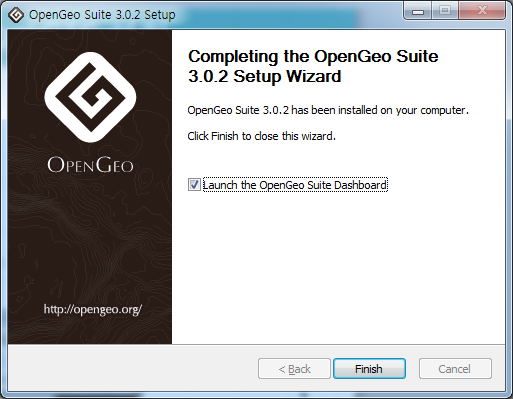 OpenGeo Suite 3.0.2 Setup
Completing the OpenGeo Suite
3.0.2 Setup Wizard
OpenGeo Suite 3.0.2 has been installed on your computer.
Click Finish to close this wizard.
OPENGEO
Launch the OpenGeo Suite Dashboard
http://opengeo.org/
< Back
Finish
Cancel